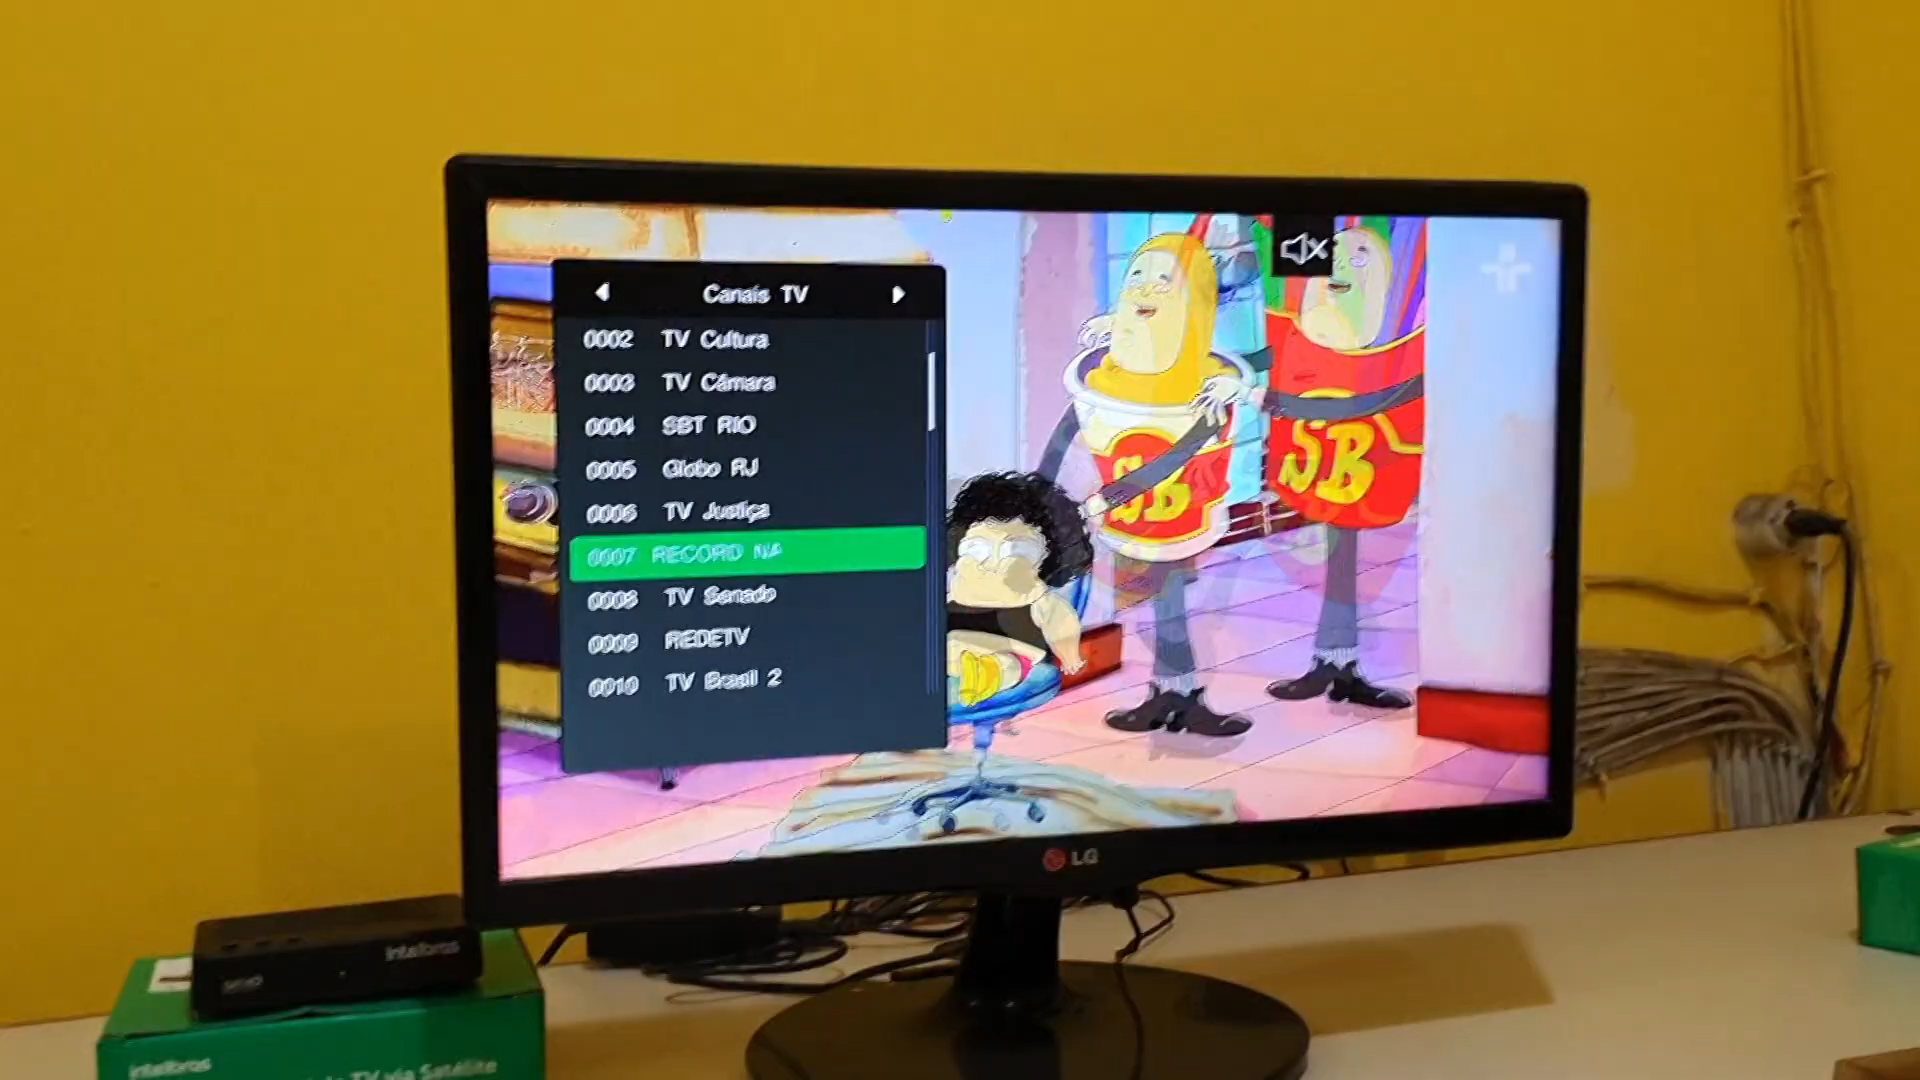 Canais TV
0002 TV Cultura
0003 TV Câmara
0004 SBT RIO
0005 Globo RJ
0006 TV Justiça
0007 RECORD NA
0008 TV Senado
0009 REDETV
0010 TV Brasil 2
SB
SB
LG
intelbras
intelbras
TV via Satélite